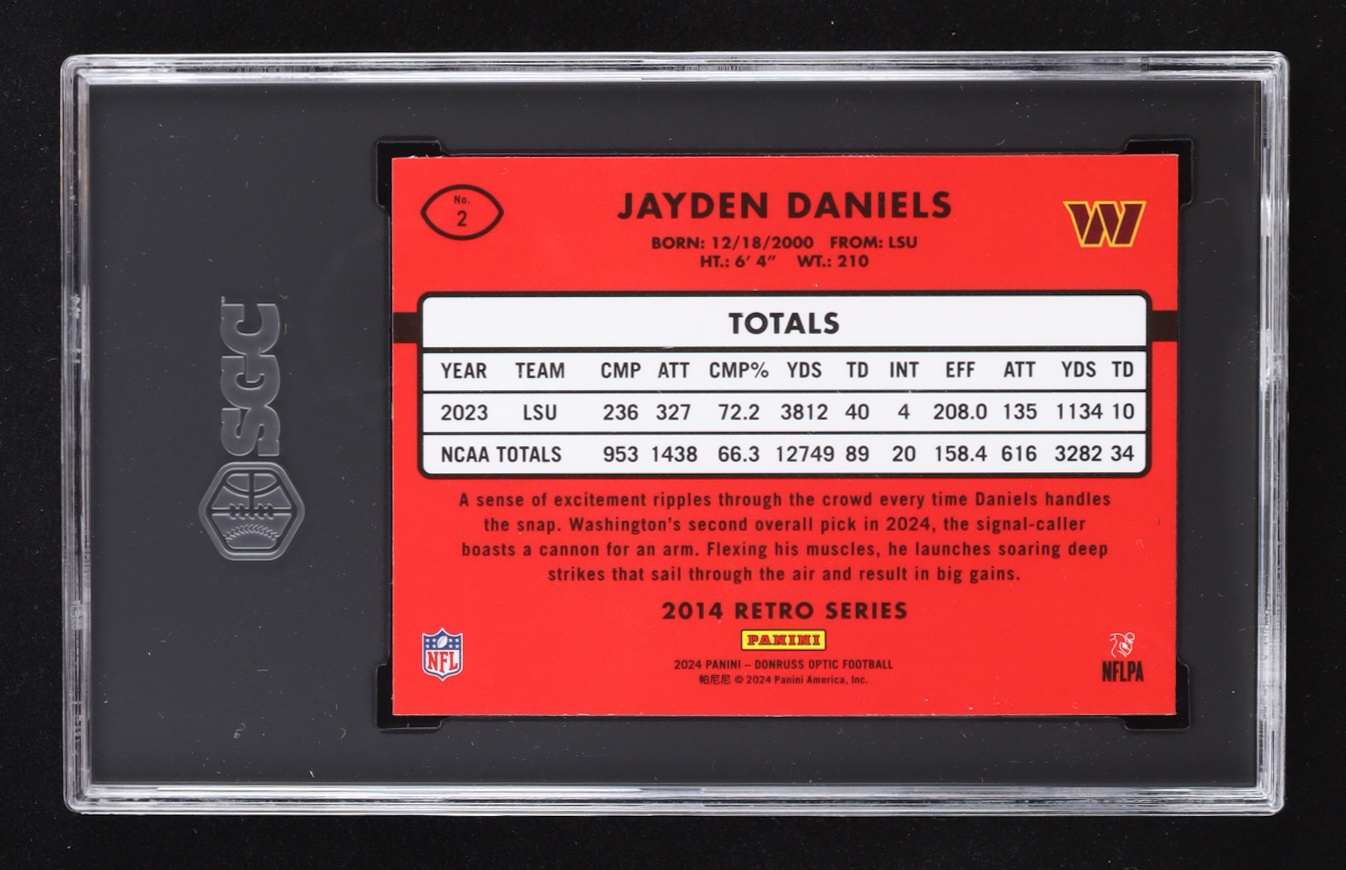 SGC
No.
2
JAYDEN DANIELS
W
BORN: 12/18/2000 FROM: LSU
HT.: 6' 4" WT.: 210
TOTALS
YEAR TEAM CMP ATT CMP% YDS TD INT EFF ATT YDS TD
2023 LSU 236 327 72.2 3812 40 4 208.0 135 1134 10
NCAA TOTALS 953 1438 66.3 12749 89 20 158.4 616 3282 34
A sense of excitement ripples through the crowd every time Daniels handles
the snap. Washington's second overall pick in 2024, the signal-caller
boasts a cannon for an arm. Flexing his muscles, he launches soaring deep
strikes that sail through the air and result in big gains.
2014 RETRO SERIES
PANINI
NFL
2024 PANINI – DONRUSS OPTIC FOOTBALL
帕尼尼 © 2024 Panini America, Inc.
NFLPA